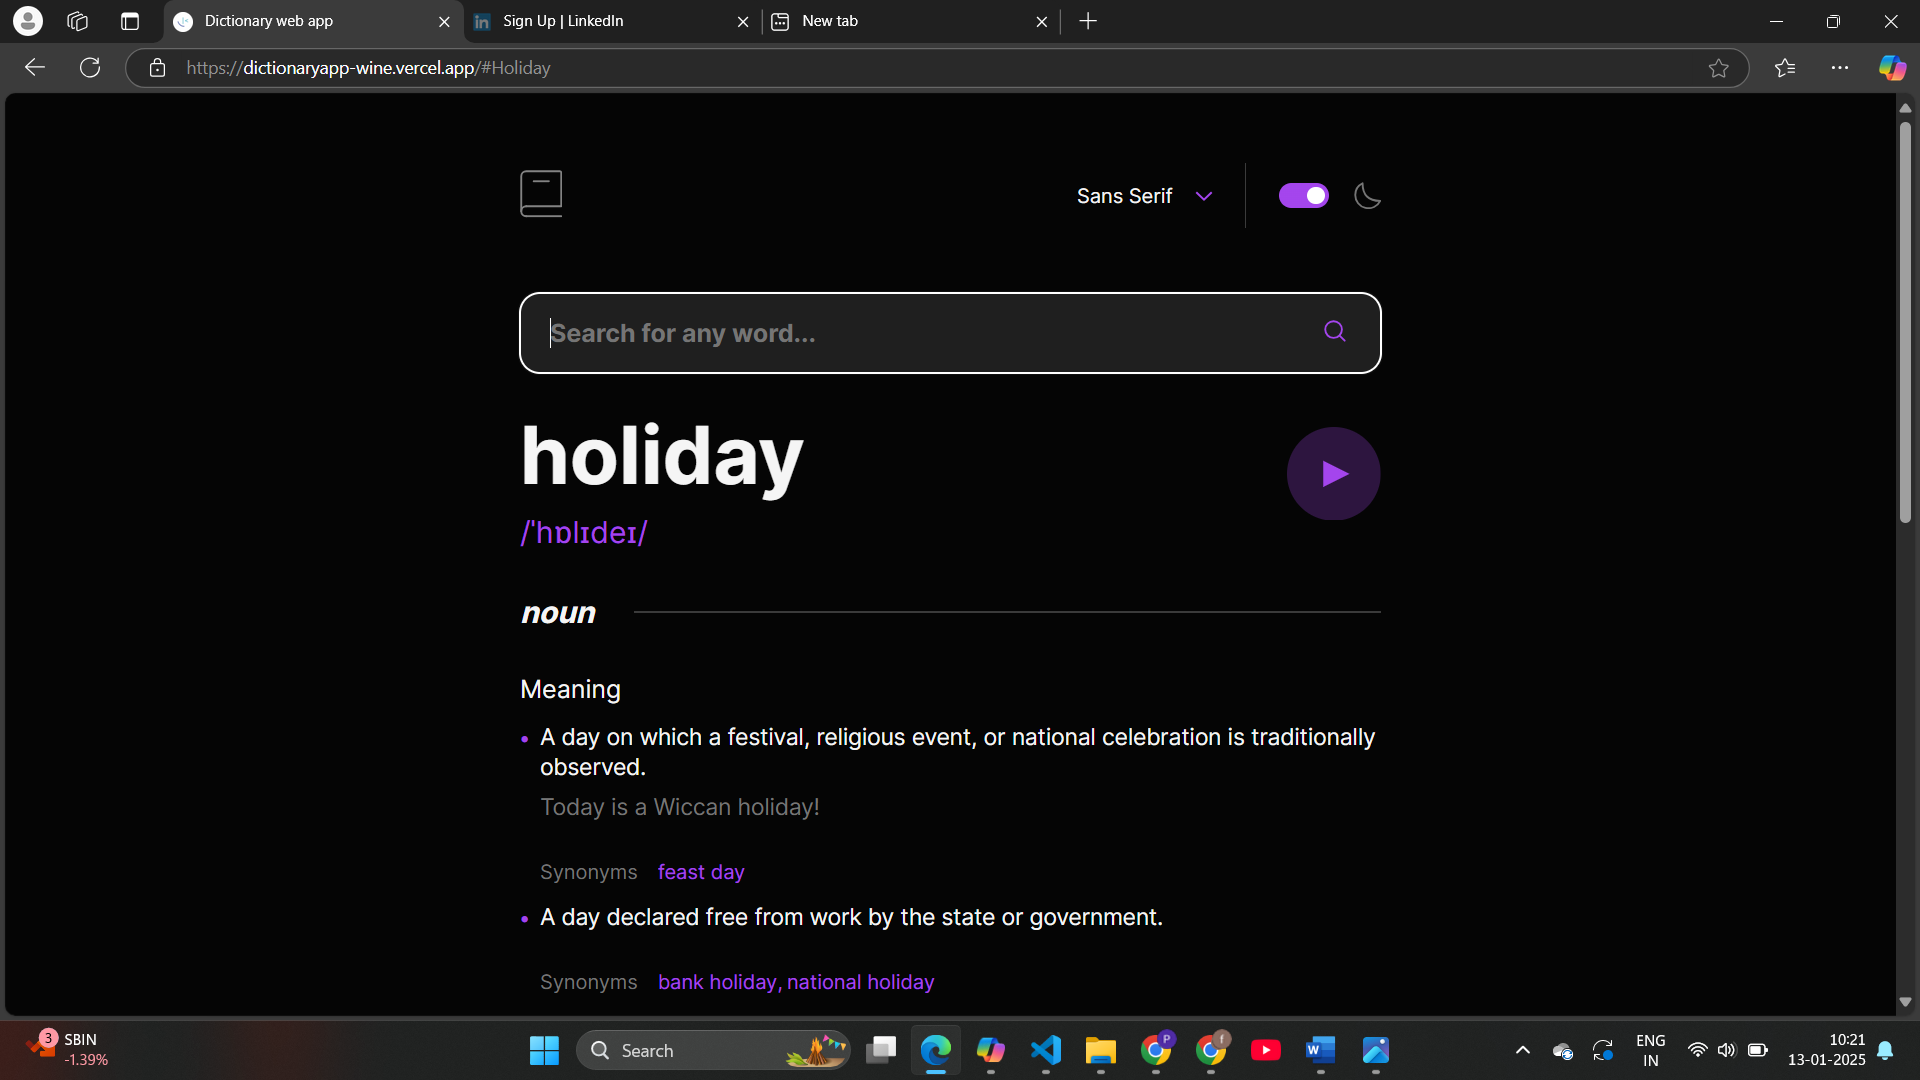 Dictionary web app
Sign Up | LinkedIn
New tab
https://dictionaryapp-wine.vercel.app/#Holiday
Sans Serif
Search for any word...
holiday
/ˈhɒlɪdeɪ/
noun
Meaning
• A day on which a festival, religious event, or national celebration is traditionally
observed.
Today is a Wiccan holiday!
Synonyms feast day
• A day declared free from work by the state or government.
Synonyms bank holiday, national holiday
3
SBIN
-1.39%
Search
P
f
W
ENG
IN
10:21
13-01-2025